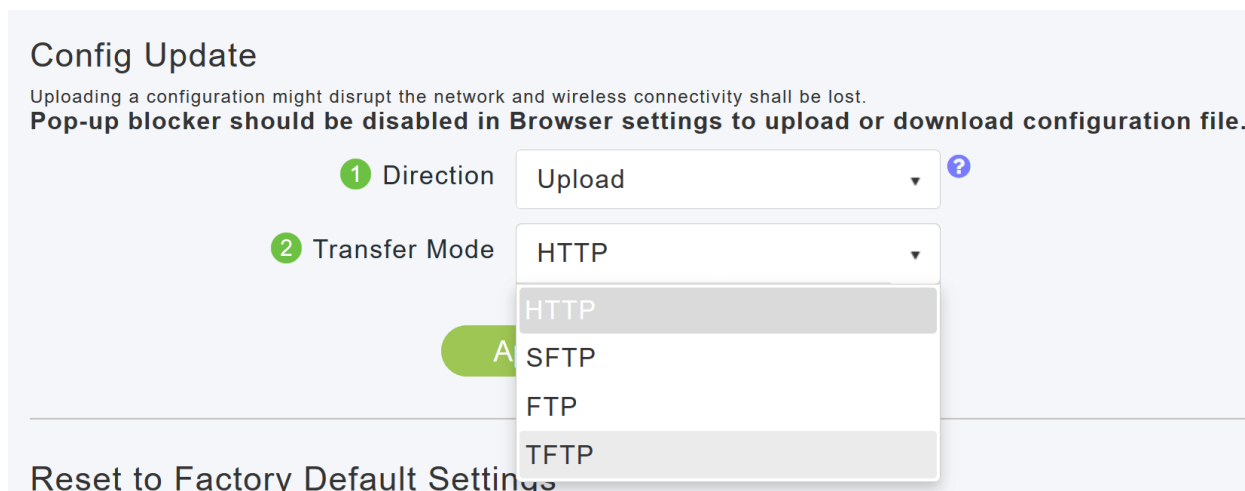 Config Update
Uploading a configuration might disrupt the network and wireless connectivity shall be lost.
Pop-up blocker should be disabled in Browser settings to upload or download configuration file.
1 Direction Upload ?
2 Transfer Mode HTTP
HTTP
SFTP
FTP
TFTP
Reset to Factory Default Settings